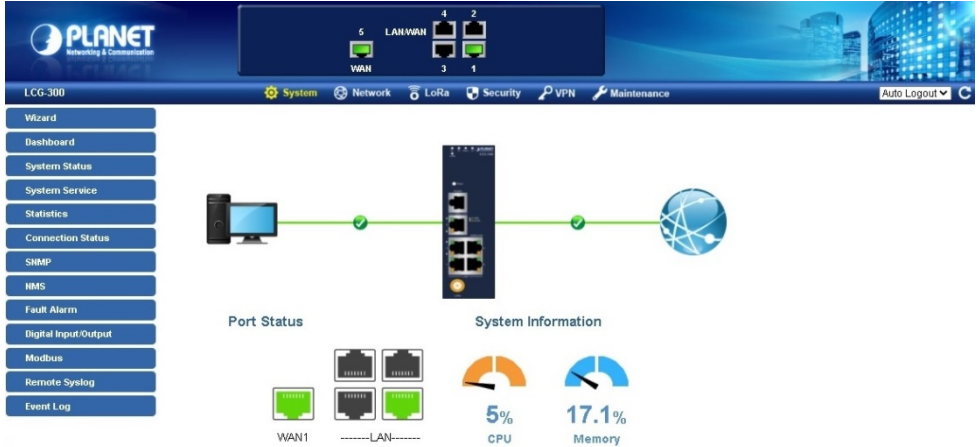 4 2
5 LAN/WAN
WAN 3 1
PLANET
Networking & Communication
LCG-300
System Network LoRa Security VPN Maintenance
Auto Logout
Wizard
Dashboard
System Status
System Service
Statistics
Connection Status
SNMP
NMS
Fault Alarm
Digital Input/Output
Modbus
Remote Syslog
Event Log
Port Status
WAN1 -------LAN-------
System Information
5% 17.1%
CPU Memory